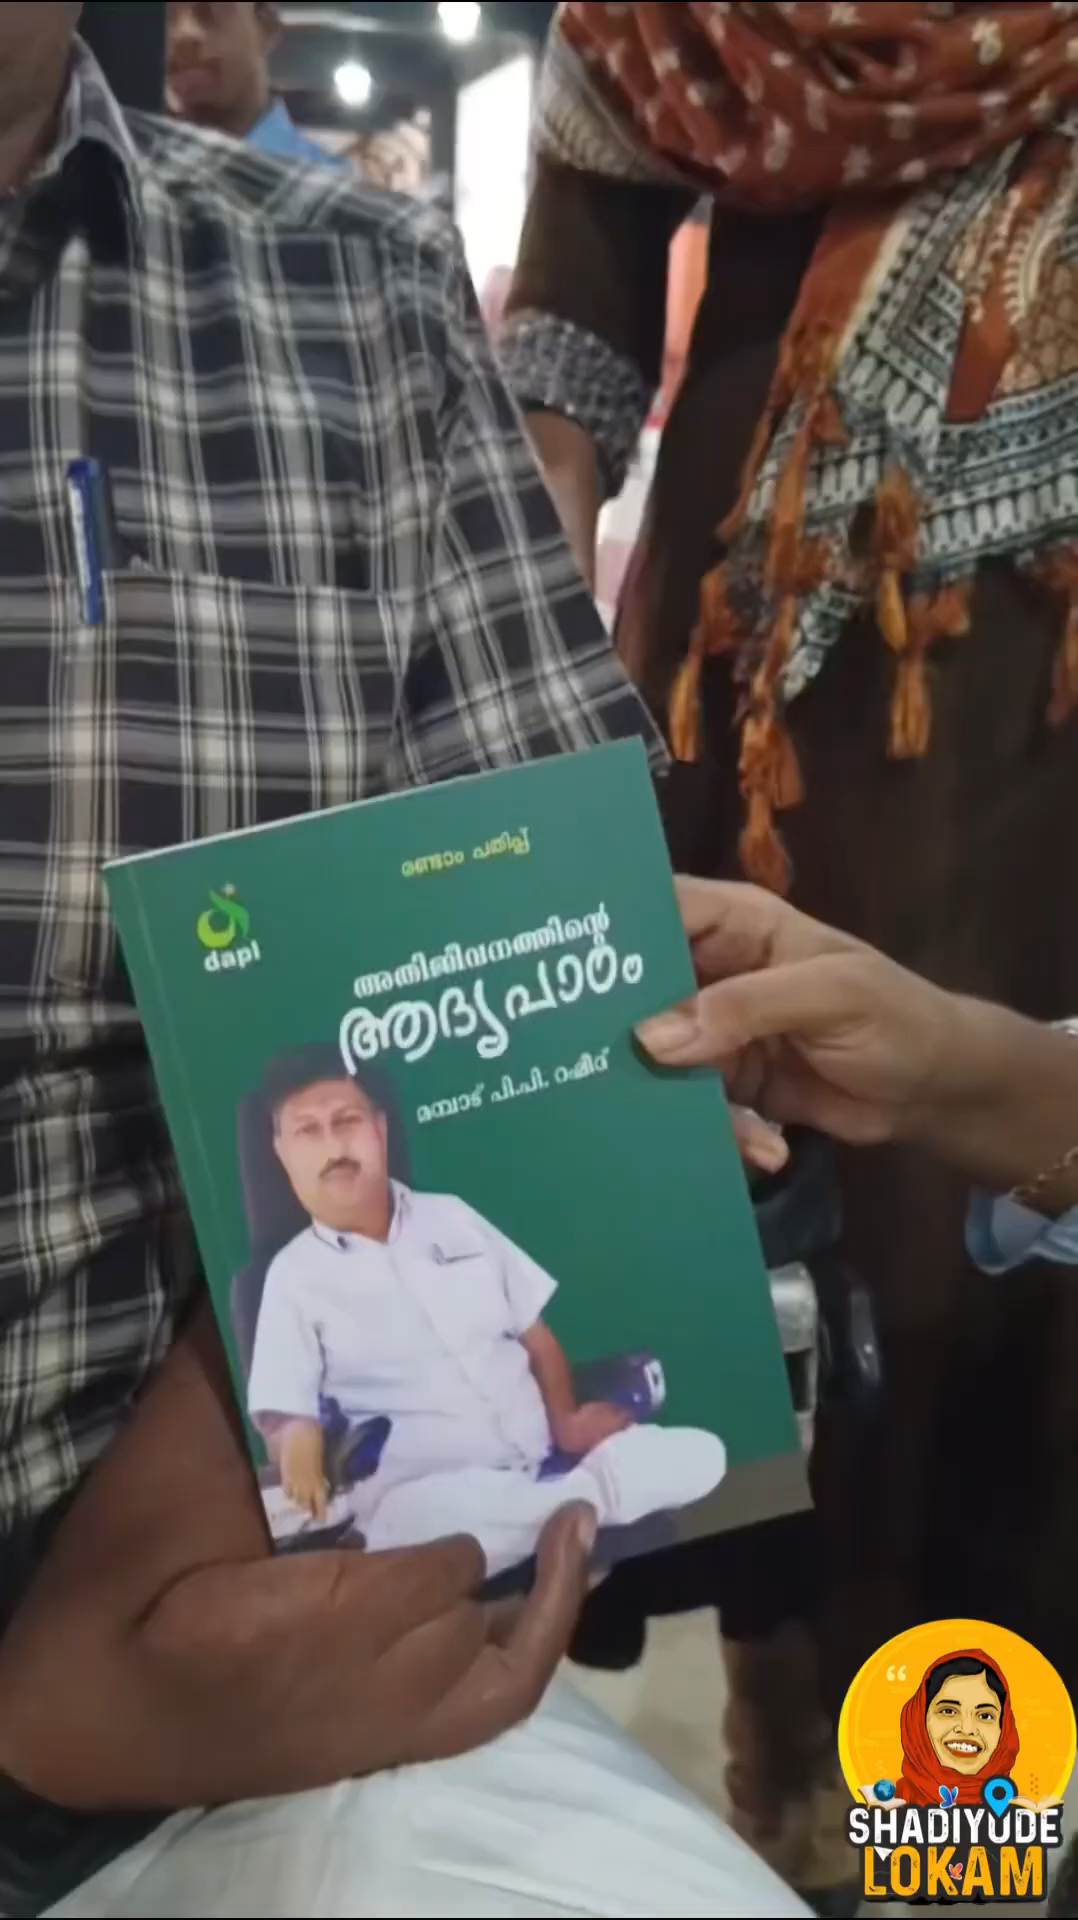 രണ്ടാം പതിപ്പ്
dapl
അതിജീവനത്തിന്റെ
ആദ്യപാഠം
മമ്പാട് പി.പി. റഷീദ്
SHADIYUDE
LOKAM